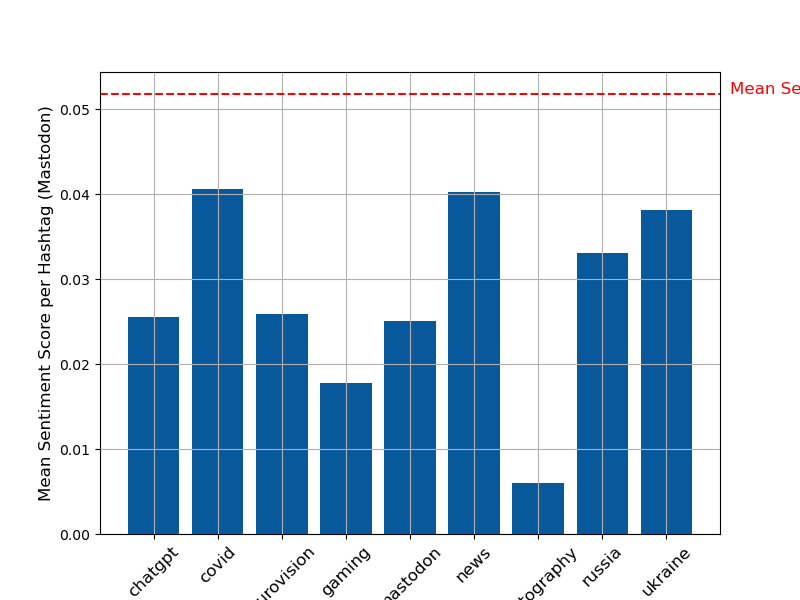 Mean Sentiment Score per Hashtag (Mastodon)
0.05
0.04
0.03
0.02
0.01
0.00
Mean Se
chatgpt
covid
urovision
gaming
mastodon
news
tography
russia
ukraine